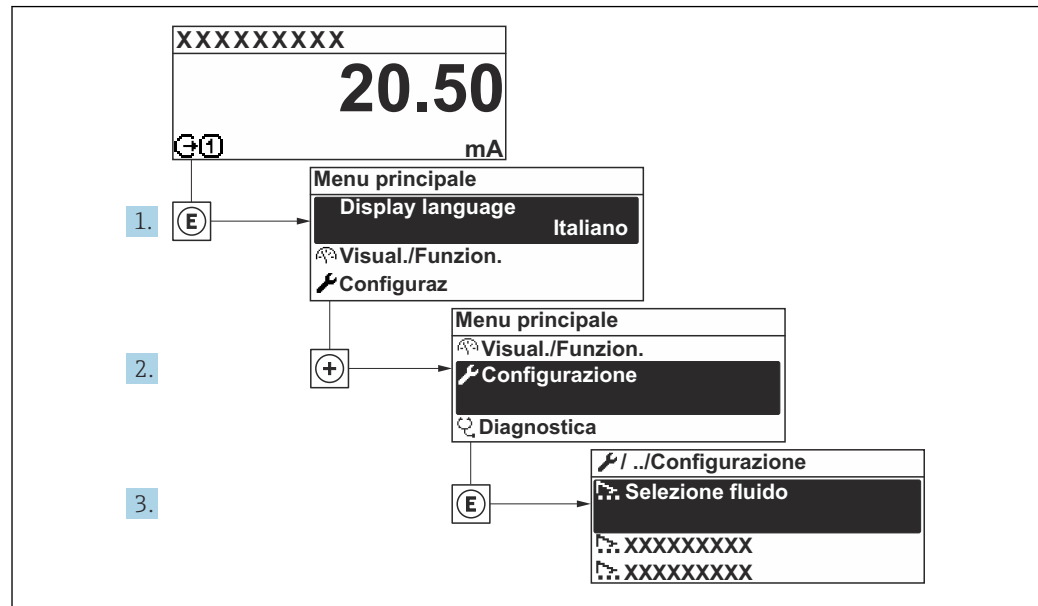 XXXXXXXXX
20.50
1 mA
Menu principale
Display language
Italiano
Visual./Funzion.
Configuraz
1. E
Menu principale
Visual./Funzion.
Configurazione
Diagnostica
2. +
/ ../Configurazione
Selezione fluido
XXXXXXXXX
XXXXXXXXX
3. E